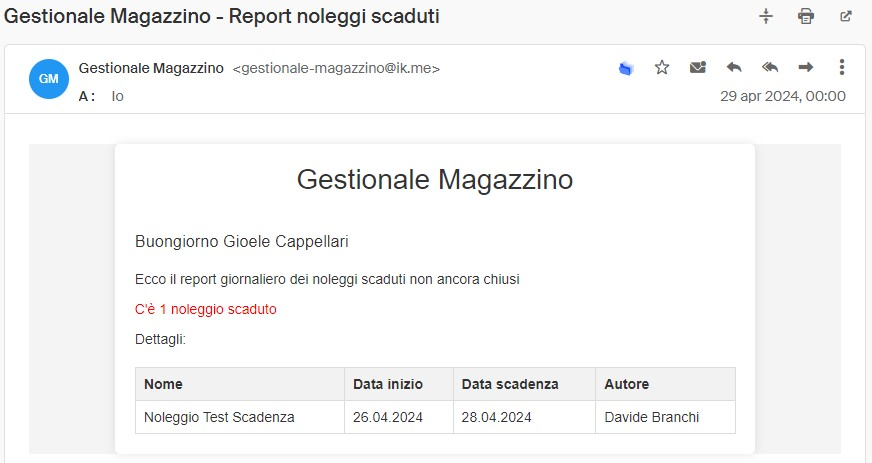 Gestionale Magazzino - Report noleggi scaduti
GM
Gestionale Magazzino <gestionale-magazzino@ik.me>
A : Io
29 apr 2024, 00:00
Gestionale Magazzino
Buongiorno Gioele Cappellari
Ecco il report giornaliero dei noleggi scaduti non ancora chiusi
C'è 1 noleggio scaduto
Dettagli:
Nome Data inizio Data scadenza Autore
Noleggio Test Scadenza 26.04.2024 28.04.2024 Davide Branchi